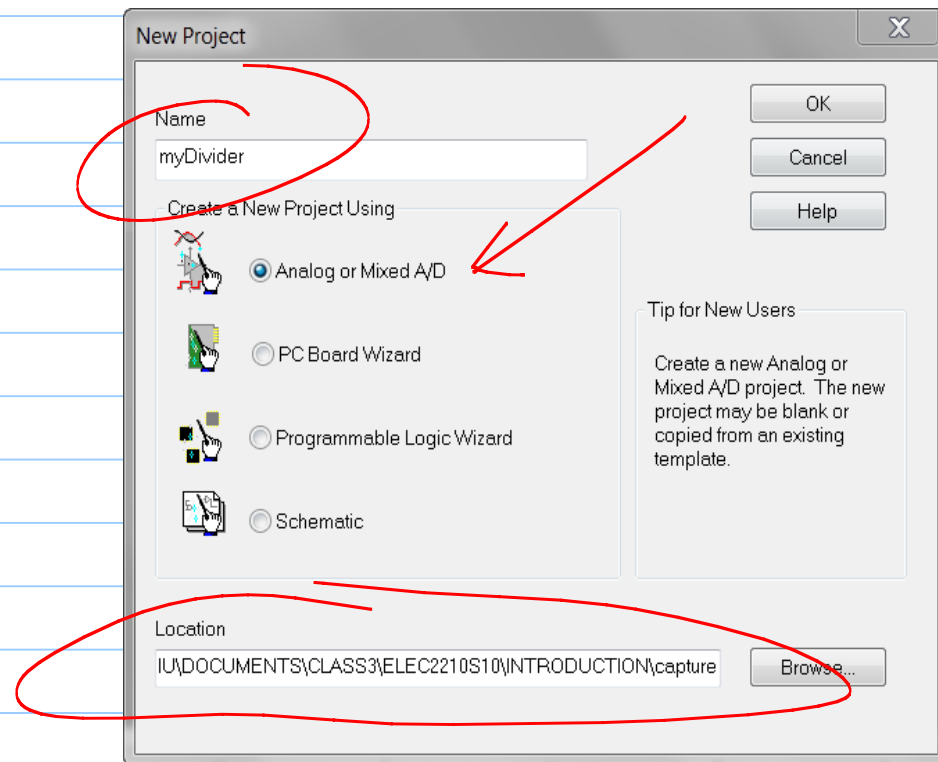 New Project
Name
myDivider
OK
Cancel
Help
Create a New Project Using
Analog or Mixed A/D
PC Board Wizard
Programmable Logic Wizard
Schematic
Tip for New Users
Create a new Analog or
Mixed A/D project. The new
project may be blank or
copied from an existing
template.
Location
IU\DOCUMENTS\CLASS3\ELEC2210S10\INTRODUCTION\capture
Browse...